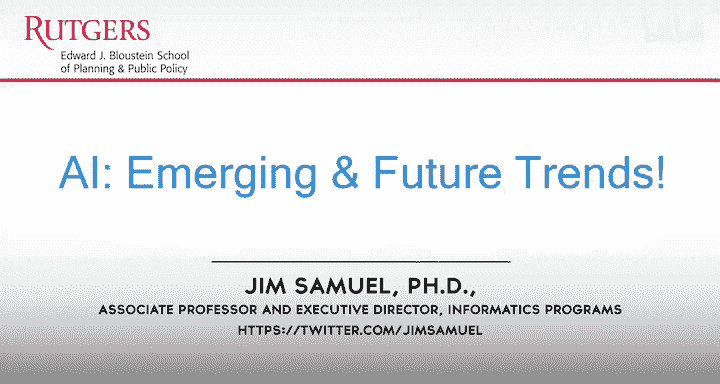 RUTGERS
Edward J. Bloustein School
of Planning & Public Policy
bilibili
AI: Emerging & Future Trends!
JIM SAMUEL, PH.D.,
ASSOCIATE PROFESSOR AND EXECUTIVE DIRECTOR, INFORMATICS PROGRAMS
HTTPS://TWITTER.COM/JIMSAMUEL